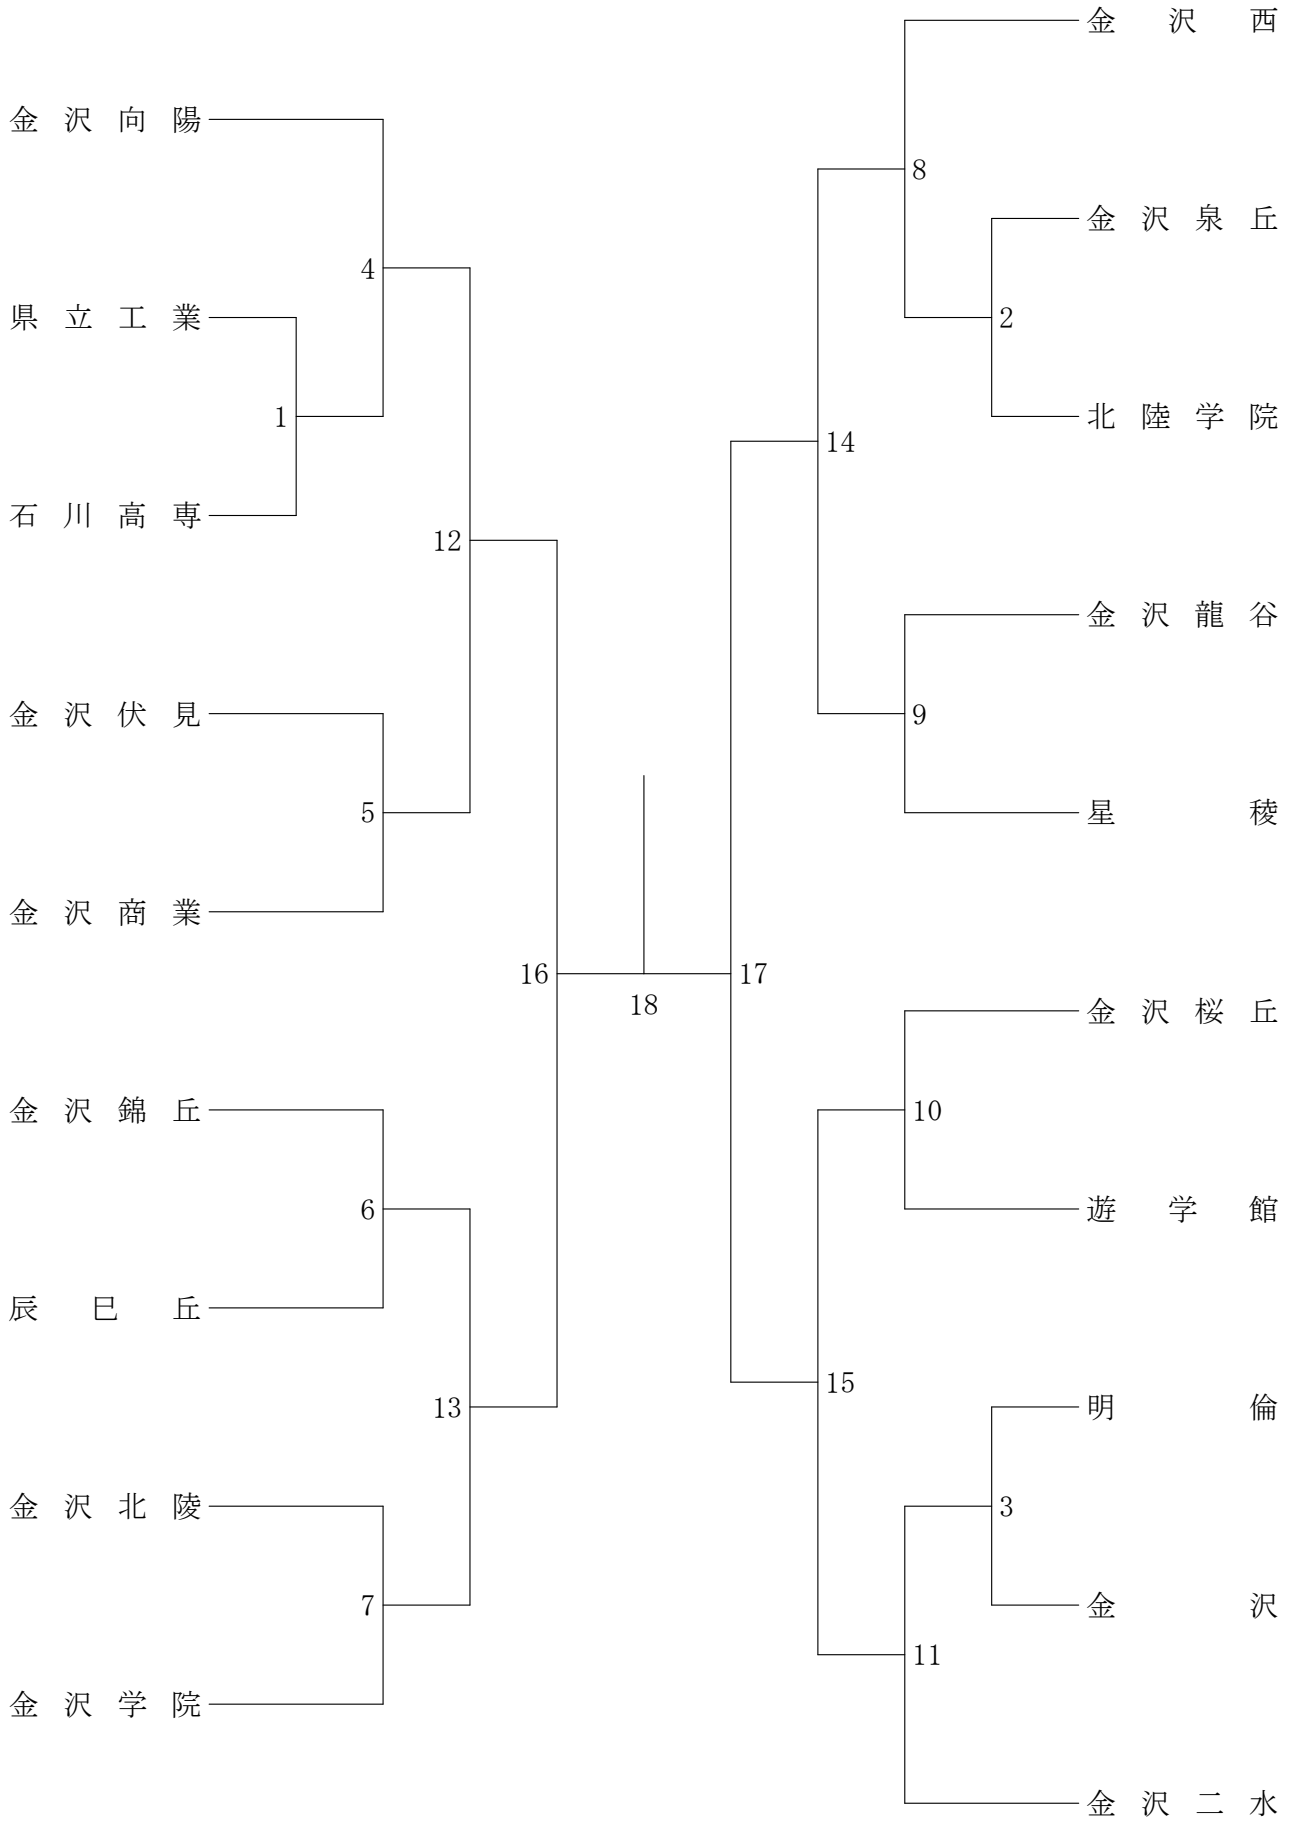 金沢向陽
県立工業
石川高専
金沢伏見
金沢商業
金沢錦丘
辰巳丘
金沢北陵
金沢学院
4
1
12
5
16
6
13
7
18
金沢西
8
金沢泉丘
2
北陸学院
14
金沢龍谷
9
星稜
17
金沢桜丘
10
遊学館
15
明倫
3
金沢
11
金沢二水